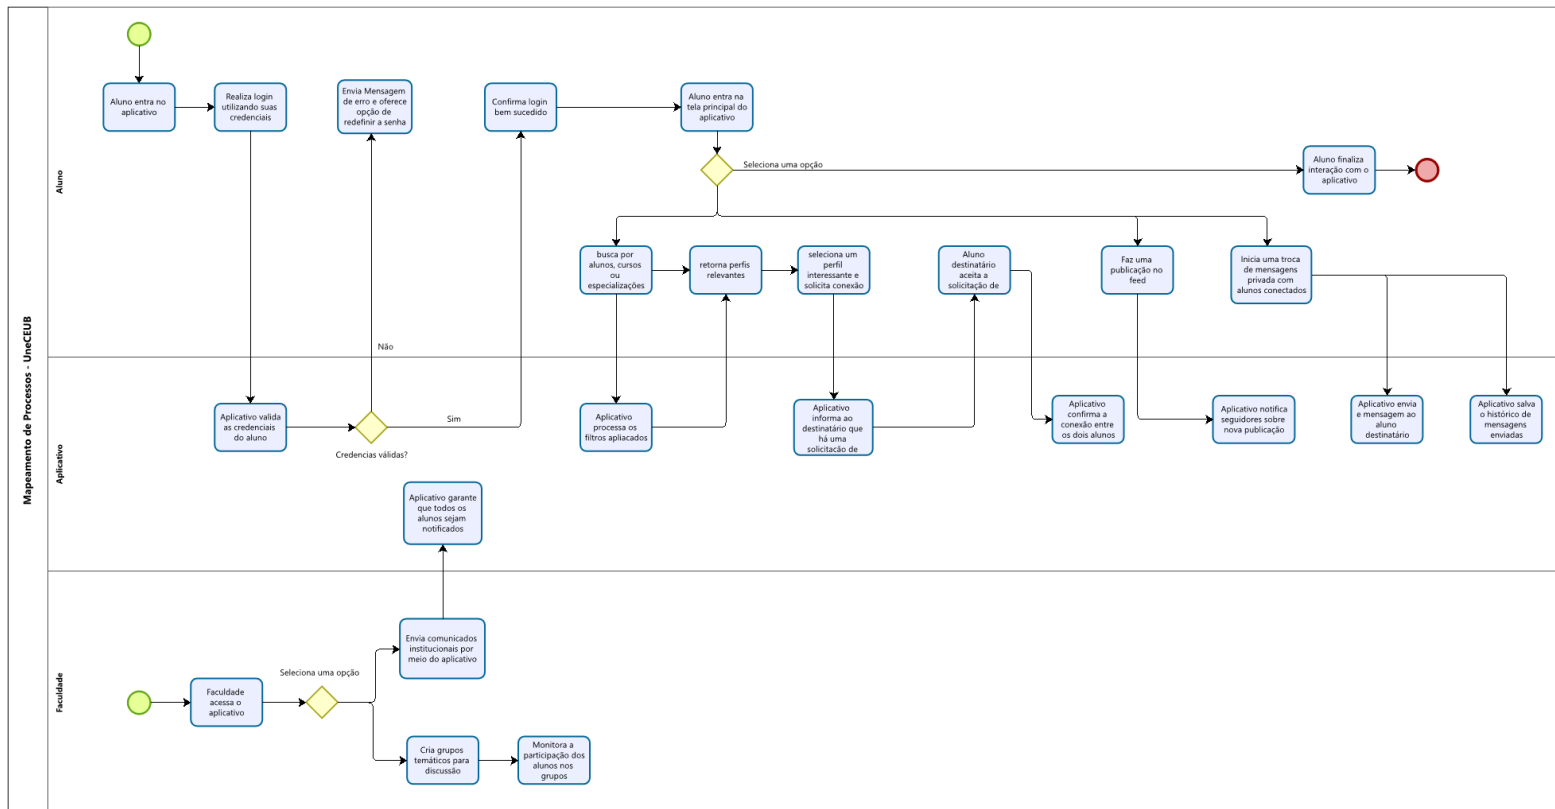 Mapeamento de Processos - UneCEUB
Aluno
Aluno entra no
aplicativo
Realiza login
utilizando suas
credenciais
Envia Mensagem
de erro e oferece
opção de
redefinir a senha
Confirma login
bem sucedido
Aluno entra na
tela principal do
aplicativo
Seleciona uma opção
Aluno finaliza
interação com o
aplicativo
busca por
alunos, cursos
ou
especializações
retorna perfis
relevantes
seleciona um
perfil
interessante e
solicita conexão
Aluno
destinatário
aceita a
solicitação de
Faz uma
publicação no
feed
Inicia uma troca
de mensagens
privada com
alunos conectados
Não
Aplicativo
Aplicativo valida
as credenciais
do aluno
Sim
Credencias válidas?
Aplicativo
processa os
filtros apliacados
Aplicativo
informa ao
destinatário que
há uma
solicitação de
Aplicativo
confirma a
conexão entre
os dois alunos
Aplicativo notifica
seguidores sobre
nova publicação
Aplicativo envia
e mensagem ao
aluno
destinatário
Aplicativo salva
o histórico de
mensagens
enviadas
Aplicativo garante
que todos os
alunos sejam
notificados
Faculdade
Faculdade
acessa o
aplicativo
Seleciona uma opção
Envia comunicados
institucionais por
meio do aplicativo
Cria grupos
temáticos para
discussão
Monitora a
participação dos
alunos nos
grupos